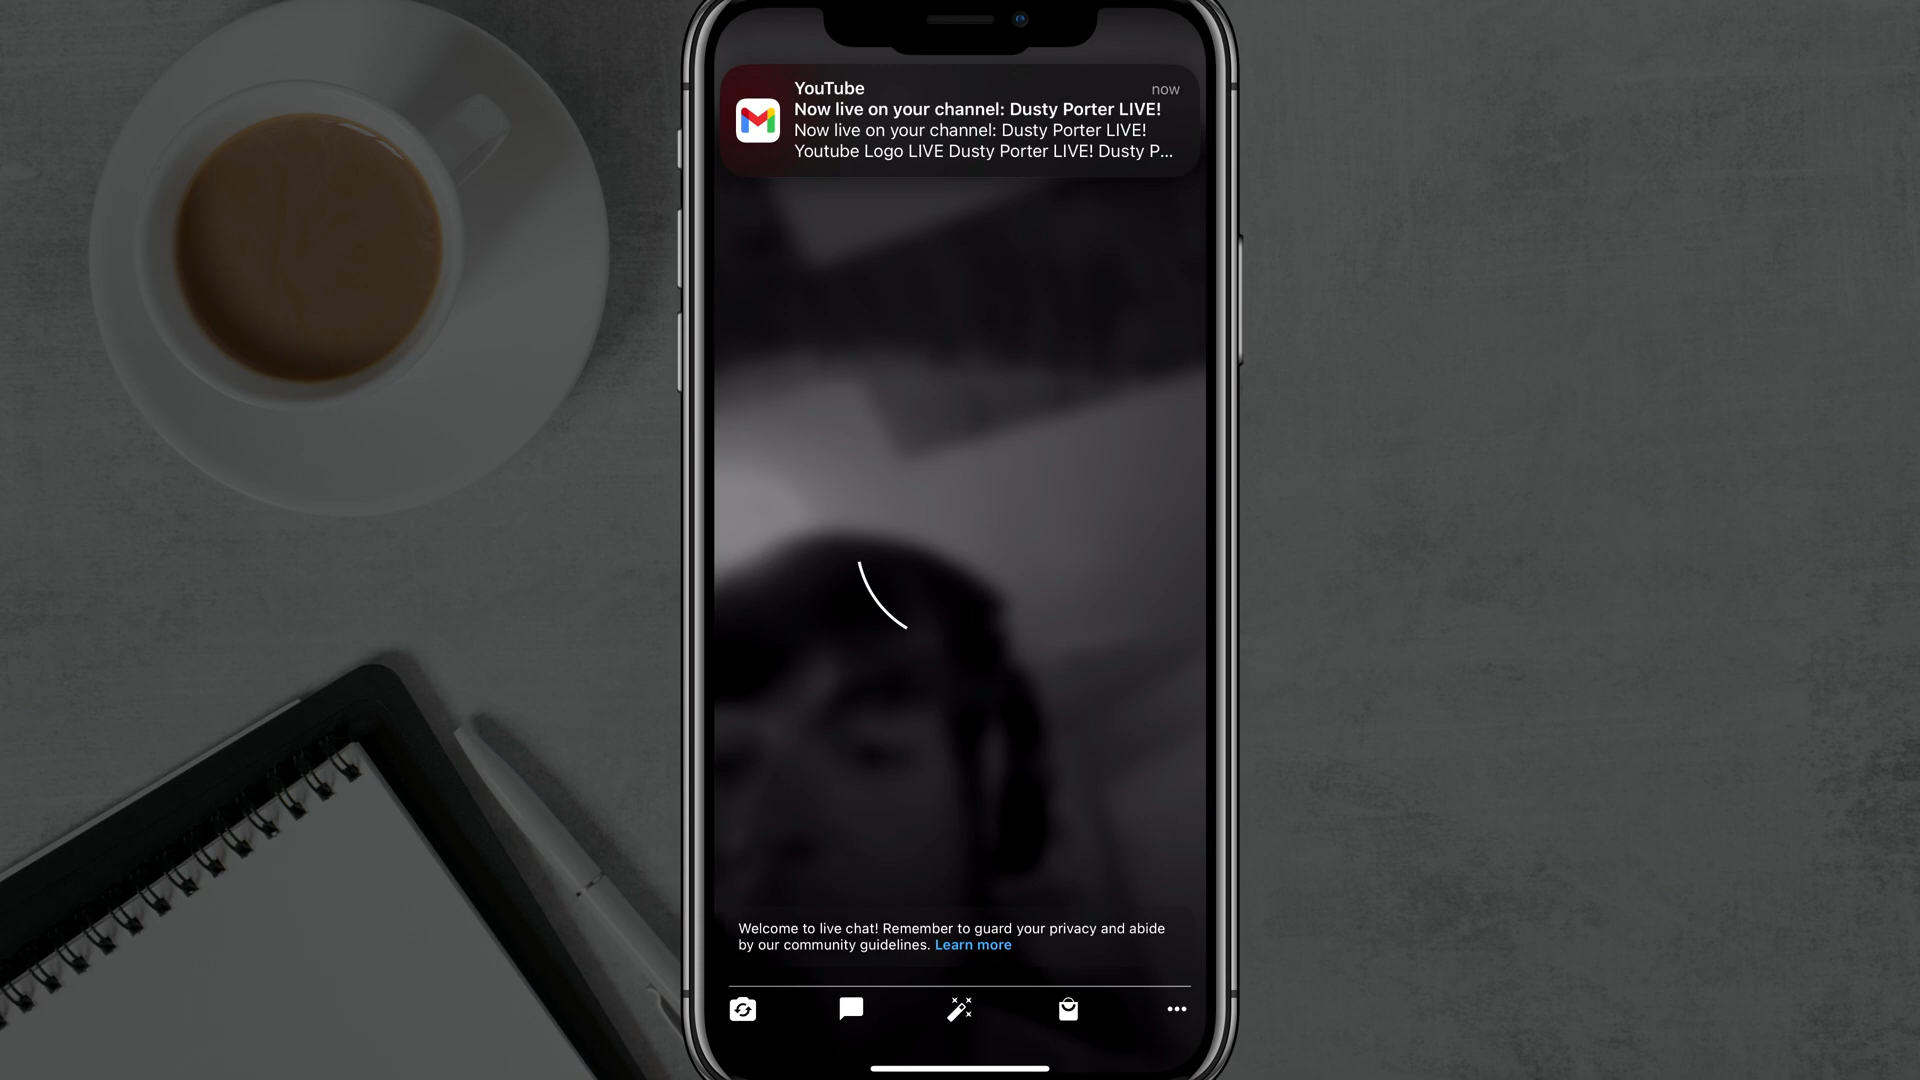 YouTube
now
Now live on your channel: Dusty Porter LIVE!
Now live on your channel: Dusty Porter LIVE!
Youtube Logo LIVE Dusty Porter LIVE! Dusty P...
Welcome to live chat! Remember to guard your privacy and abide
by our community guidelines. Learn more